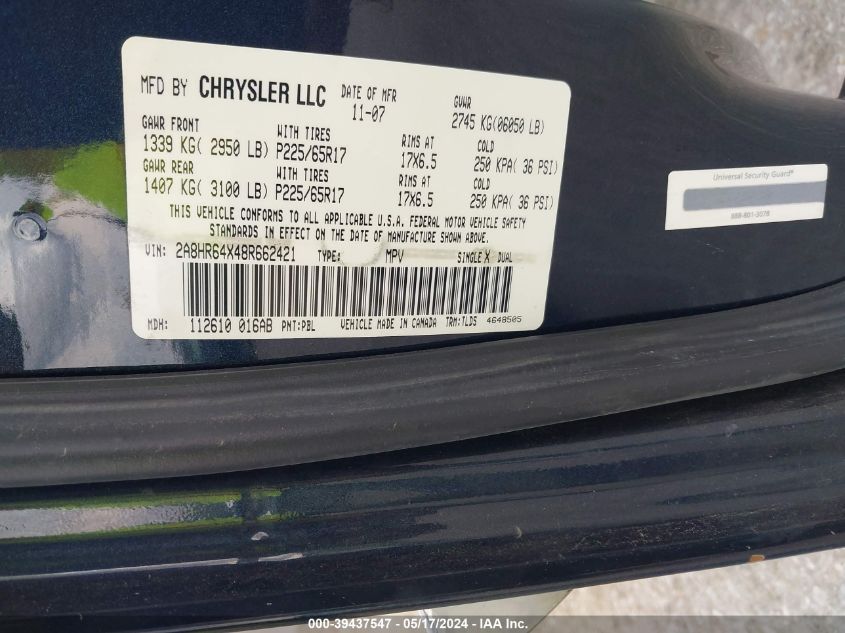 MFD BY CHRYSLER LLC DATE OF MFR 11-07 GVWR 2745 KG(06050 LB)
GAWR FRONT WITH TIRES RIMS AT COLD
1339 KG( 2950 LB) P225/65R17 17X6.5 250 KPA( 36 PSI)
GAWR REAR WITH TIRES RIMS AT COLD
1407 KG( 3100 LB) P225/65R17 17X6.5 250 KPA( 36 PSI)
THIS VEHICLE CONFORMS TO ALL APPLICABLE U.S.A. FEDERAL MOTOR VEHICLE SAFETY
STANDARDS IN EFFECT ON THE DATE OF MANUFACTURE SHOWN ABOVE.
VIN: 2A8HR64X48R662421 TYPE: MPV SINGLE X DUAL
MDH: 112610 016AB PNT:PBL VEHICLE MADE IN CANADA TRM:TLDS 4648505
Universal Security Guard®
888-801-3078
000-39437547 - 05/17/2024 - IAA Inc.